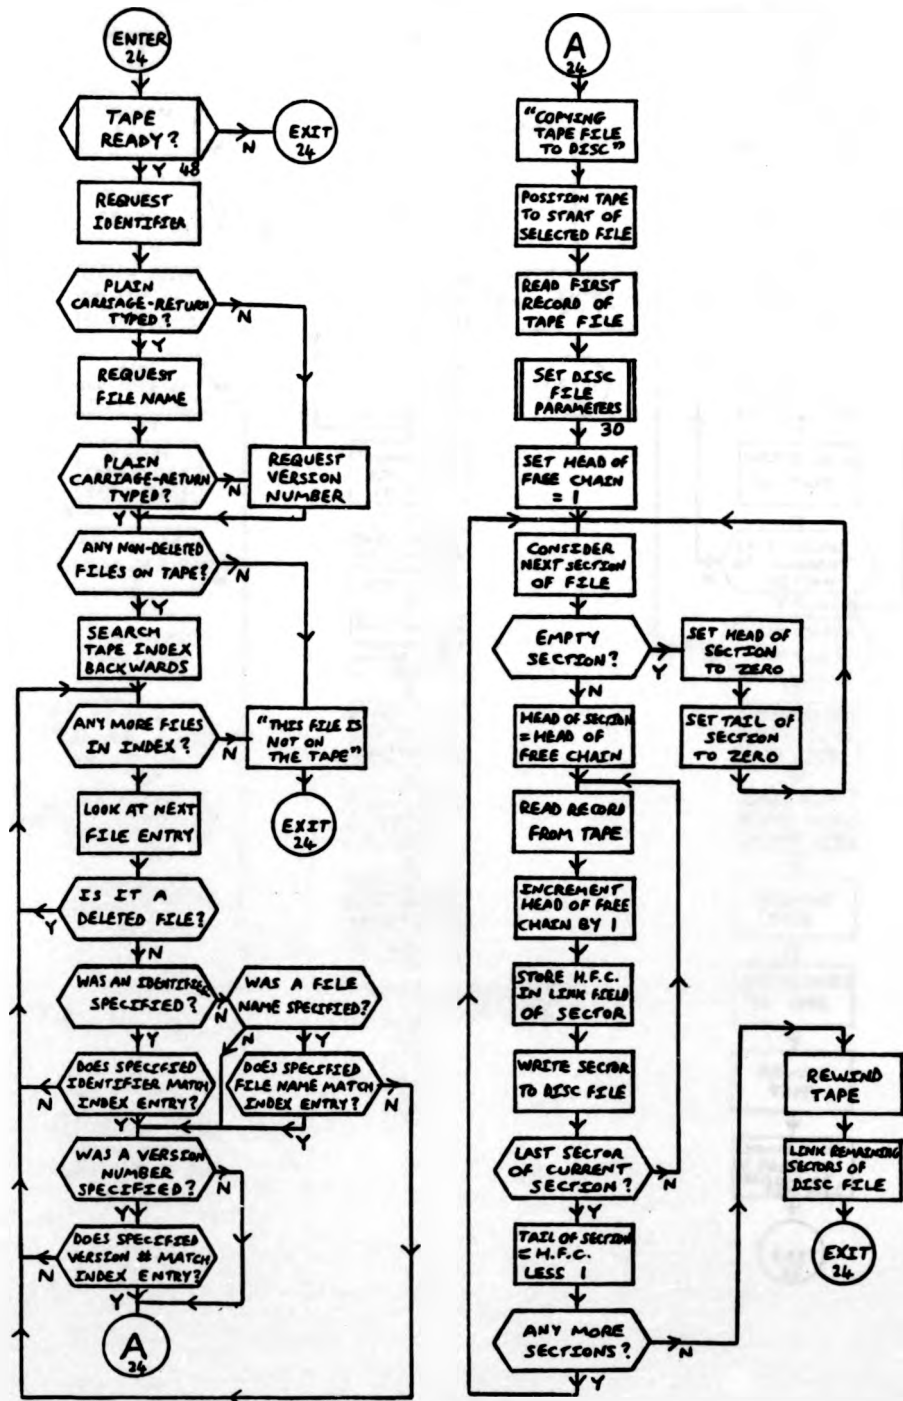 ENTER
24
TAPE
READY?
N
EXIT
24
Y
48
REQUEST
IDENTIFIER
PLAIN
CARRIAGE-RETURN
TYPED?
N
Y
REQUEST
FILE NAME
PLAIN
CARRIAGE-RETURN
TYPED?
N
REQUEST
VERSION
NUMBER
Y
ANY NON-DELETED
FILES ON TAPE?
N
Y
SEARCH
TAPE INDEX
BACKWARDS
ANY MORE FILES
IN INDEX?
N
"THIS FILE IS
NOT ON
THE TAPE"
EXIT
24
LOOK AT NEXT
FILE ENTRY
IS IT A
DELETED FILE?
Y
N
WAS AN IDENTIFIER
SPECIFIED?
N
WAS A FILE
NAME SPECIFIED?
Y
N
Y
DOES SPECIFIED
IDENTIFIER MATCH
INDEX ENTRY?
N
DOES SPECIFIED
FILE NAME MATCH
INDEX ENTRY?
N
Y
Y
WAS A VERSION
NUMBER
SPECIFIED?
N
Y
DOES SPECIFIED
VERSION # MATCH
INDEX ENTRY?
N
Y
A
24
A
24
"COPYING
TAPE FILE
TO DISC"
POSITION TAPE
TO START OF
SELECTED FILE
READ FIRST
RECORD OF
TAPE FILE
SET DISC
FILE
PARAMETERS
30
SET HEAD OF
FREE CHAIN
= 1
CONSIDER
NEXT SECTION
OF FILE
EMPTY
SECTION?
Y
SET HEAD OF
SECTION
TO ZERO
SET TAIL OF
SECTION
TO ZERO
N
HEAD OF SECTION
= HEAD OF
FREE CHAIN
READ RECORD
FROM TAPE
INCREMENT
HEAD OF FREE
CHAIN BY 1
STORE H.F.C.
IN LINK FIELD
OF SECTOR
WRITE SECTOR
TO DISC FILE
LAST SECTOR
OF CURRENT
SECTION?
N
Y
TAIL OF SECTION
= H.F.C.
LESS 1
ANY MORE
SECTIONS?
N
Y
REWIND
TAPE
LINK REMAINING
SECTORS OF
DISC FILE
EXIT
24